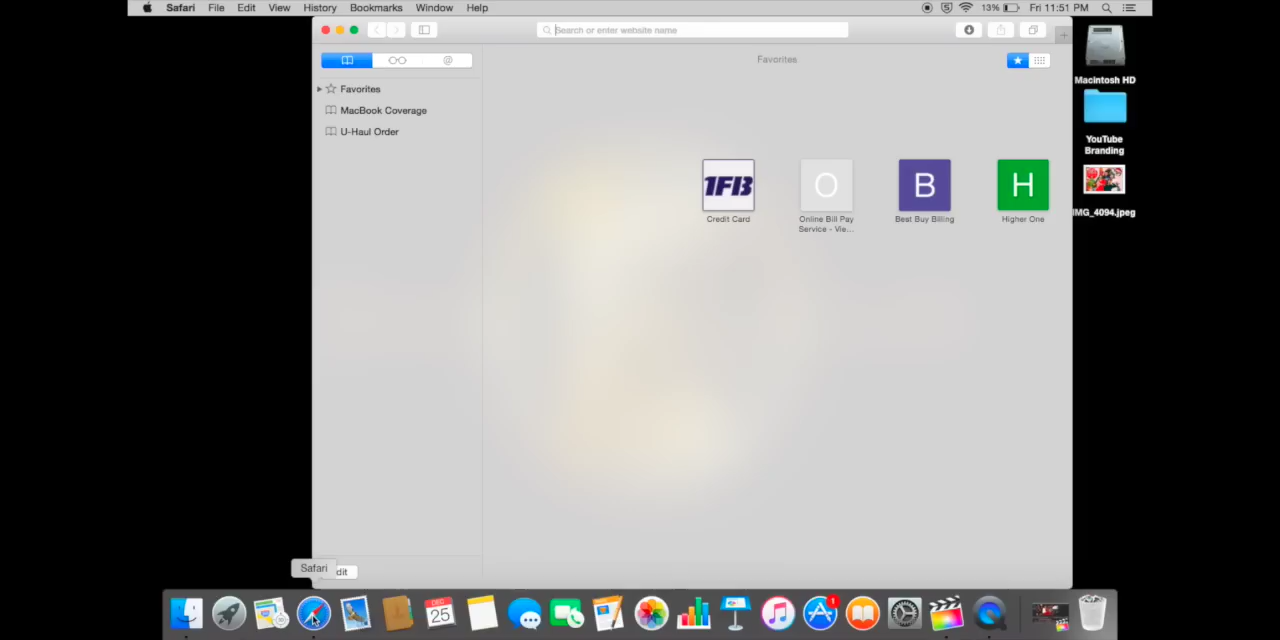 Safari File Edit View History Bookmarks Window Help
S 13% Fri 11:51 PM
Search or enter website name
@
Favorites
Favorites
MacBook Coverage
U-Haul Order
1FB
O
B
H
Credit Card
Online Bill Pay
Service - Vie...
Best Buy Billing
Higher One
Macintosh HD
YouTube
Branding
IMG_4094.jpeg
Safari
dit
DEC
25
1